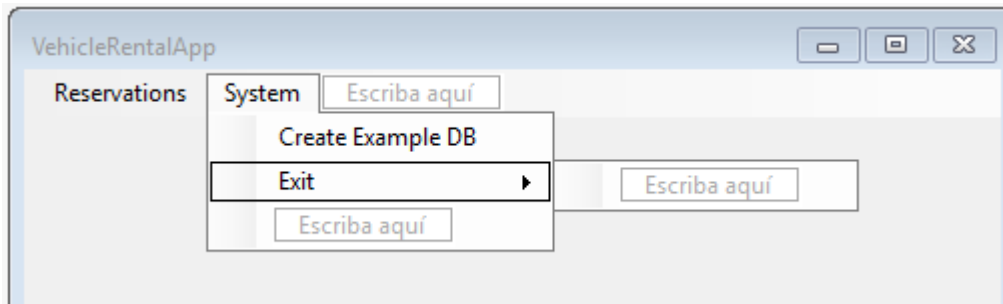 VehicleRentalApp
Reservations System Escriba aquí
Create Example DB
Exit Escriba aquí
Escriba aquí